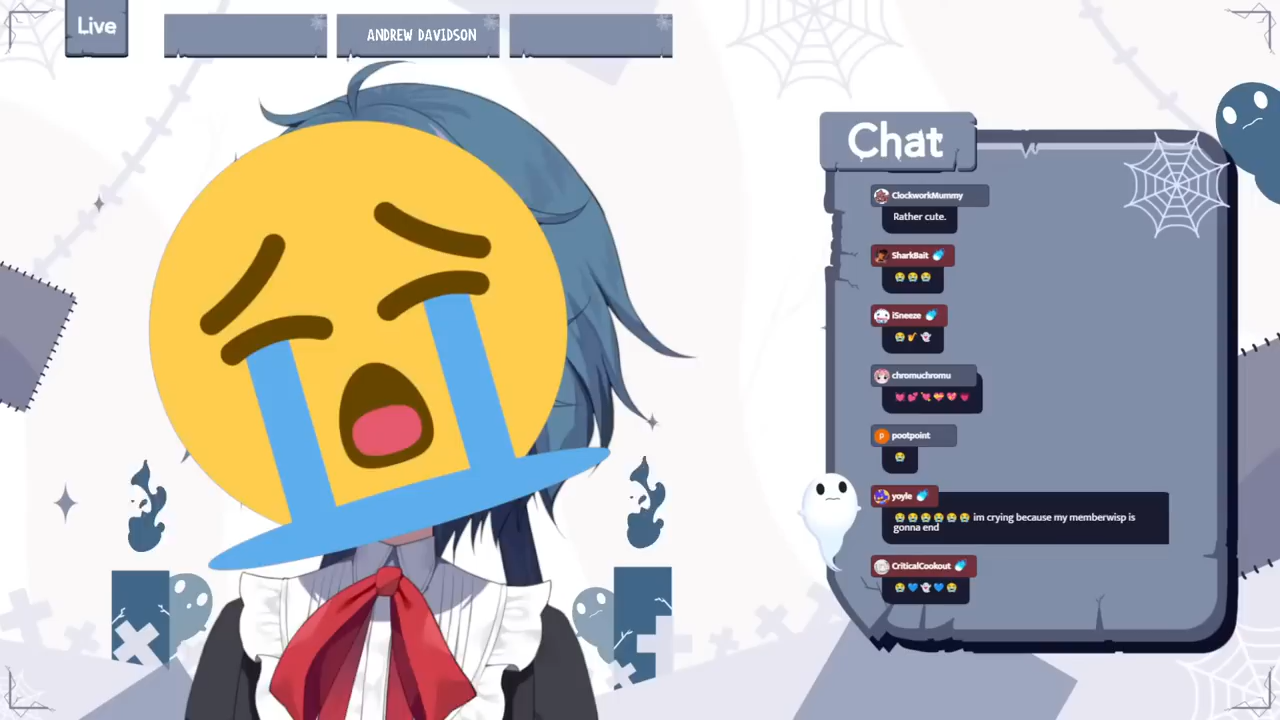 Live
ANDREW DAVIDSON
Chat
ClockworkMummy
Rather cute.
SharkBait
😭😭😭
iSneeze
😭🎷👻
chromuchromu
💓💕💘💝💖💗
P pootpoint
😭
yoyle
😭😭😭😭😭😭 im crying because my memberwisp is
gonna end
CriticalCookout
😭💙👻💙😭